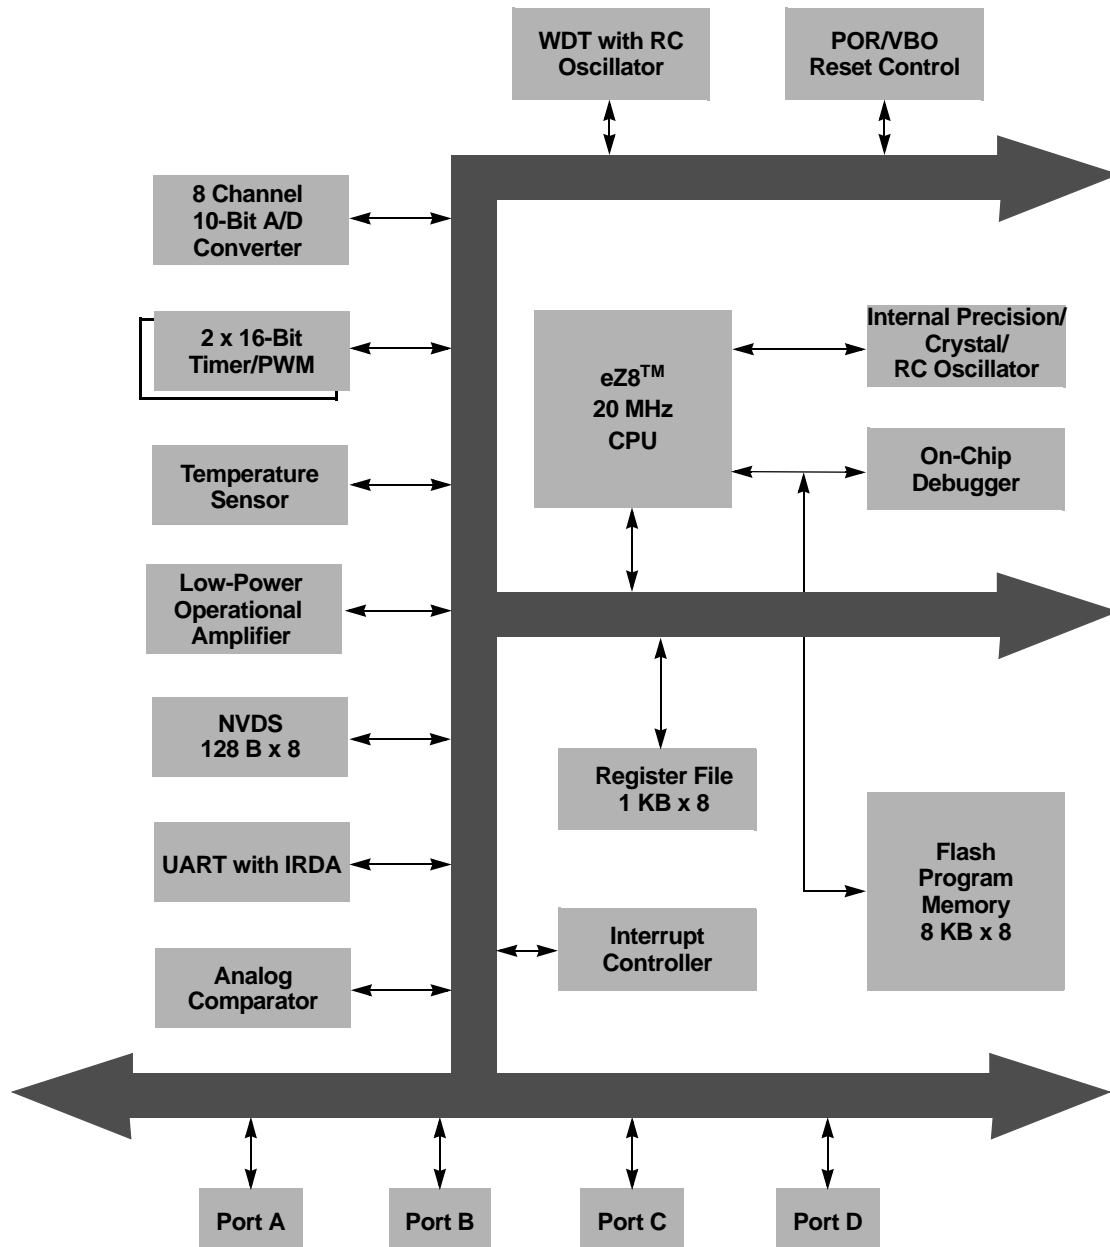 WDT with RC
Oscillator
POR/VBO
Reset Control
8 Channel
10-Bit A/D
Converter
2 x 16-Bit
Timer/PWM
eZ8™
20 MHz
CPU
Internal Precision/
Crystal/
RC Oscillator
Temperature
Sensor
On-Chip
Debugger
Low-Power
Operational
Amplifier
NVDS
128 B x 8
Register File
1 KB x 8
UART with IRDA
Flash
Program
Memory
8 KB x 8
Interrupt
Controller
Analog
Comparator
Port A
Port B
Port C
Port D